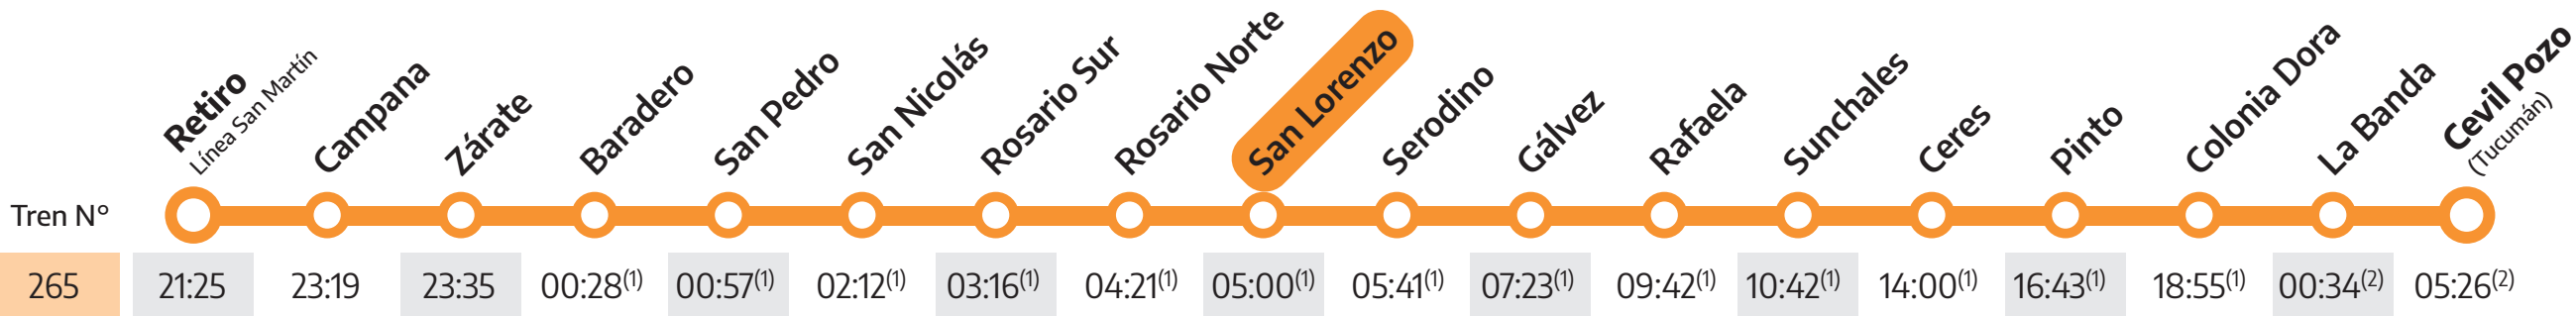 Retiro
Línea San Martín
Campana
Zárate
Baradero
San Pedro
San Nicolás
Rosario Sur
Rosario Norte
San Lorenzo
Serodino
Gálvez
Rafaela
Sunchales
Ceres
Pinto
Colonia Dora
La Banda
Cevil Pozo
(Tucumán)
Tren N°
265 21:25 23:19 23:35 00:28(1) 00:57(1) 02:12(1) 03:16(1) 04:21(1) 05:00(1) 05:41(1) 07:23(1) 09:42(1) 10:42(1) 14:00(1) 16:43(1) 18:55(1) 00:34(2) 05:26(2)